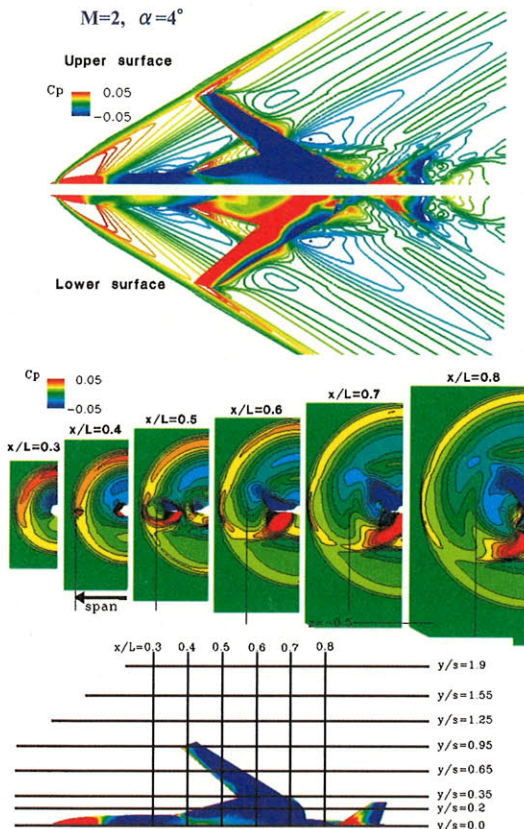 M=2, α=4°
Upper surface
Cp 0.05
-0.05
Lower surface
Cp 0.05
-0.05
x/L=0.3
x/L=0.4
x/L=0.5
x/L=0.6
x/L=0.7
x/L=0.8
span
z=-0.5
x/L=0.3 0.4 0.5 0.6 0.7 0.8
y/s=1.9
y/s=1.55
y/s=1.25
y/s=0.95
y/s=0.65
y/s=0.35
y/s=0.2
y/s=0.0